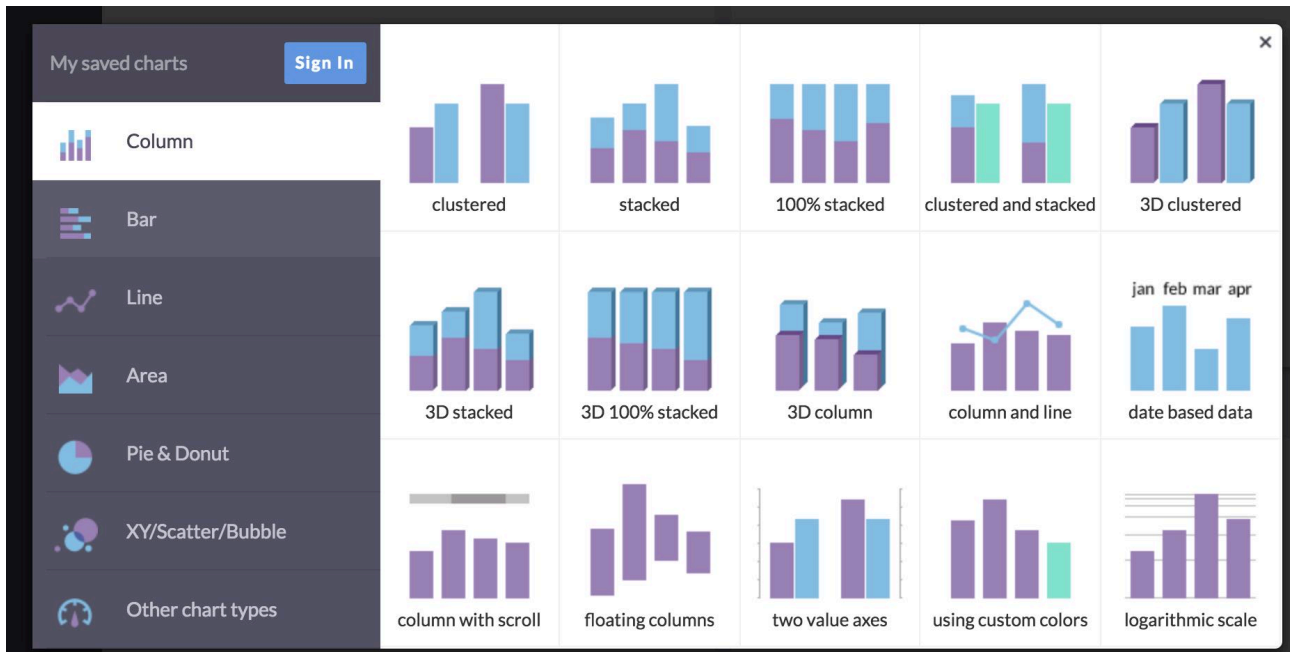 My saved charts
Sign In
Column
Bar
Line
Area
Pie & Donut
XY/Scatter/Bubble
Other chart types
×
clustered
stacked
100% stacked
clustered and stacked
3D clustered
3D stacked
3D 100% stacked
3D column
column and line
jan feb mar apr
date based data
column with scroll
floating columns
two value axes
using custom colors
logarithmic scale